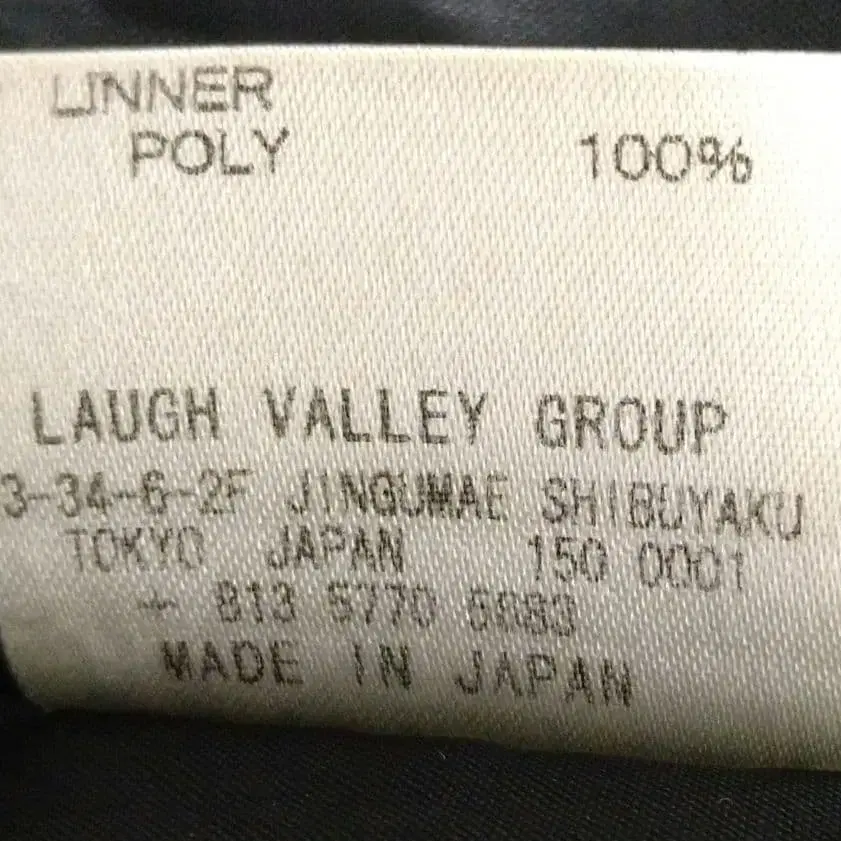 LINNER
POLY 100%
LAUGH VALLEY GROUP
3-34-6-2F JINGUMAE SHIBUYAKU
TOKYO JAPAN 150 0001
+ 813 5770
MADE IN JAPAN